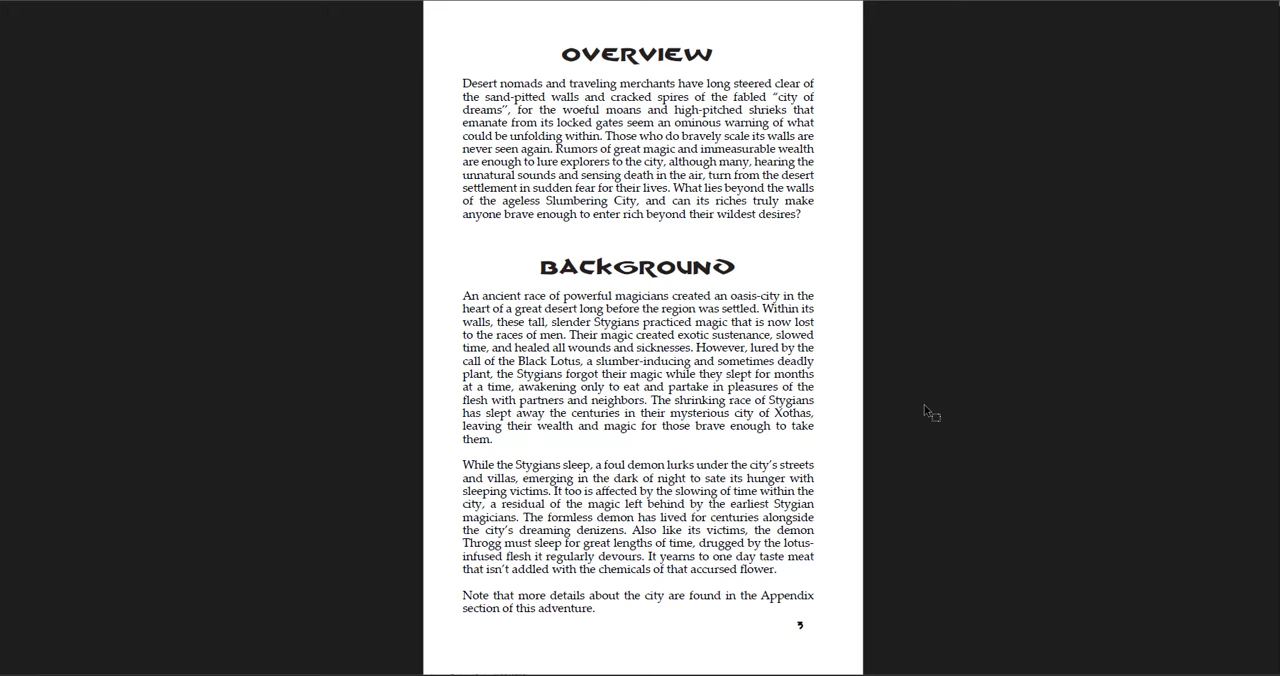 OVERVIEW
Desert nomads and traveling merchants have long steered clear of
the sand-pitted walls and cracked spires of the fabled “city of
dreams”, for the woeful moans and high-pitched shrieks that
emanate from its locked gates seem an ominous warning of what
could be unfolding within. Those who do bravely scale its walls are
never seen again. Rumors of great magic and immeasurable wealth
are enough to lure explorers to the city, although many, hearing the
unnatural sounds and sensing death in the air, turn from the desert
settlement in sudden fear for their lives. What lies beyond the walls
of the ageless Slumbering City, and can its riches truly make
anyone brave enough to enter rich beyond their wildest desires?
BACKGROUND
An ancient race of powerful magicians created an oasis-city in the
heart of a great desert long before the region was settled. Within its
walls, these tall, slender Stygians practiced magic that is now lost
to the races of men. Their magic created exotic sustenance, slowed
time, and healed all wounds and sicknesses. However, lured by the
call of the Black Lotus, a slumber-inducing and sometimes deadly
plant, the Stygians forgot their magic while they slept for months
at a time, awakening only to eat and partake in pleasures of the
flesh with partners and neighbors. The shrinking race of Stygians
has slept away the centuries in their mysterious city of Xothas,
leaving their wealth and magic for those brave enough to take
them.
While the Stygians sleep, a foul demon lurks under the city’s streets
and villas, emerging in the dark of night to sate its hunger with
sleeping victims. It too is affected by the slowing of time within the
city, a residual of the magic left behind by the earliest Stygian
magicians. The formless demon has lived for centuries alongside
the city’s dreaming denizens. Also like its victims, the demon
Throgg must sleep for great lengths of time, drugged by the lotus-
infused flesh it regularly devours. It yearns to one day taste meat
that isn’t addled with the chemicals of that accursed flower.
Note that more details about the city are found in the Appendix
section of this adventure.
3